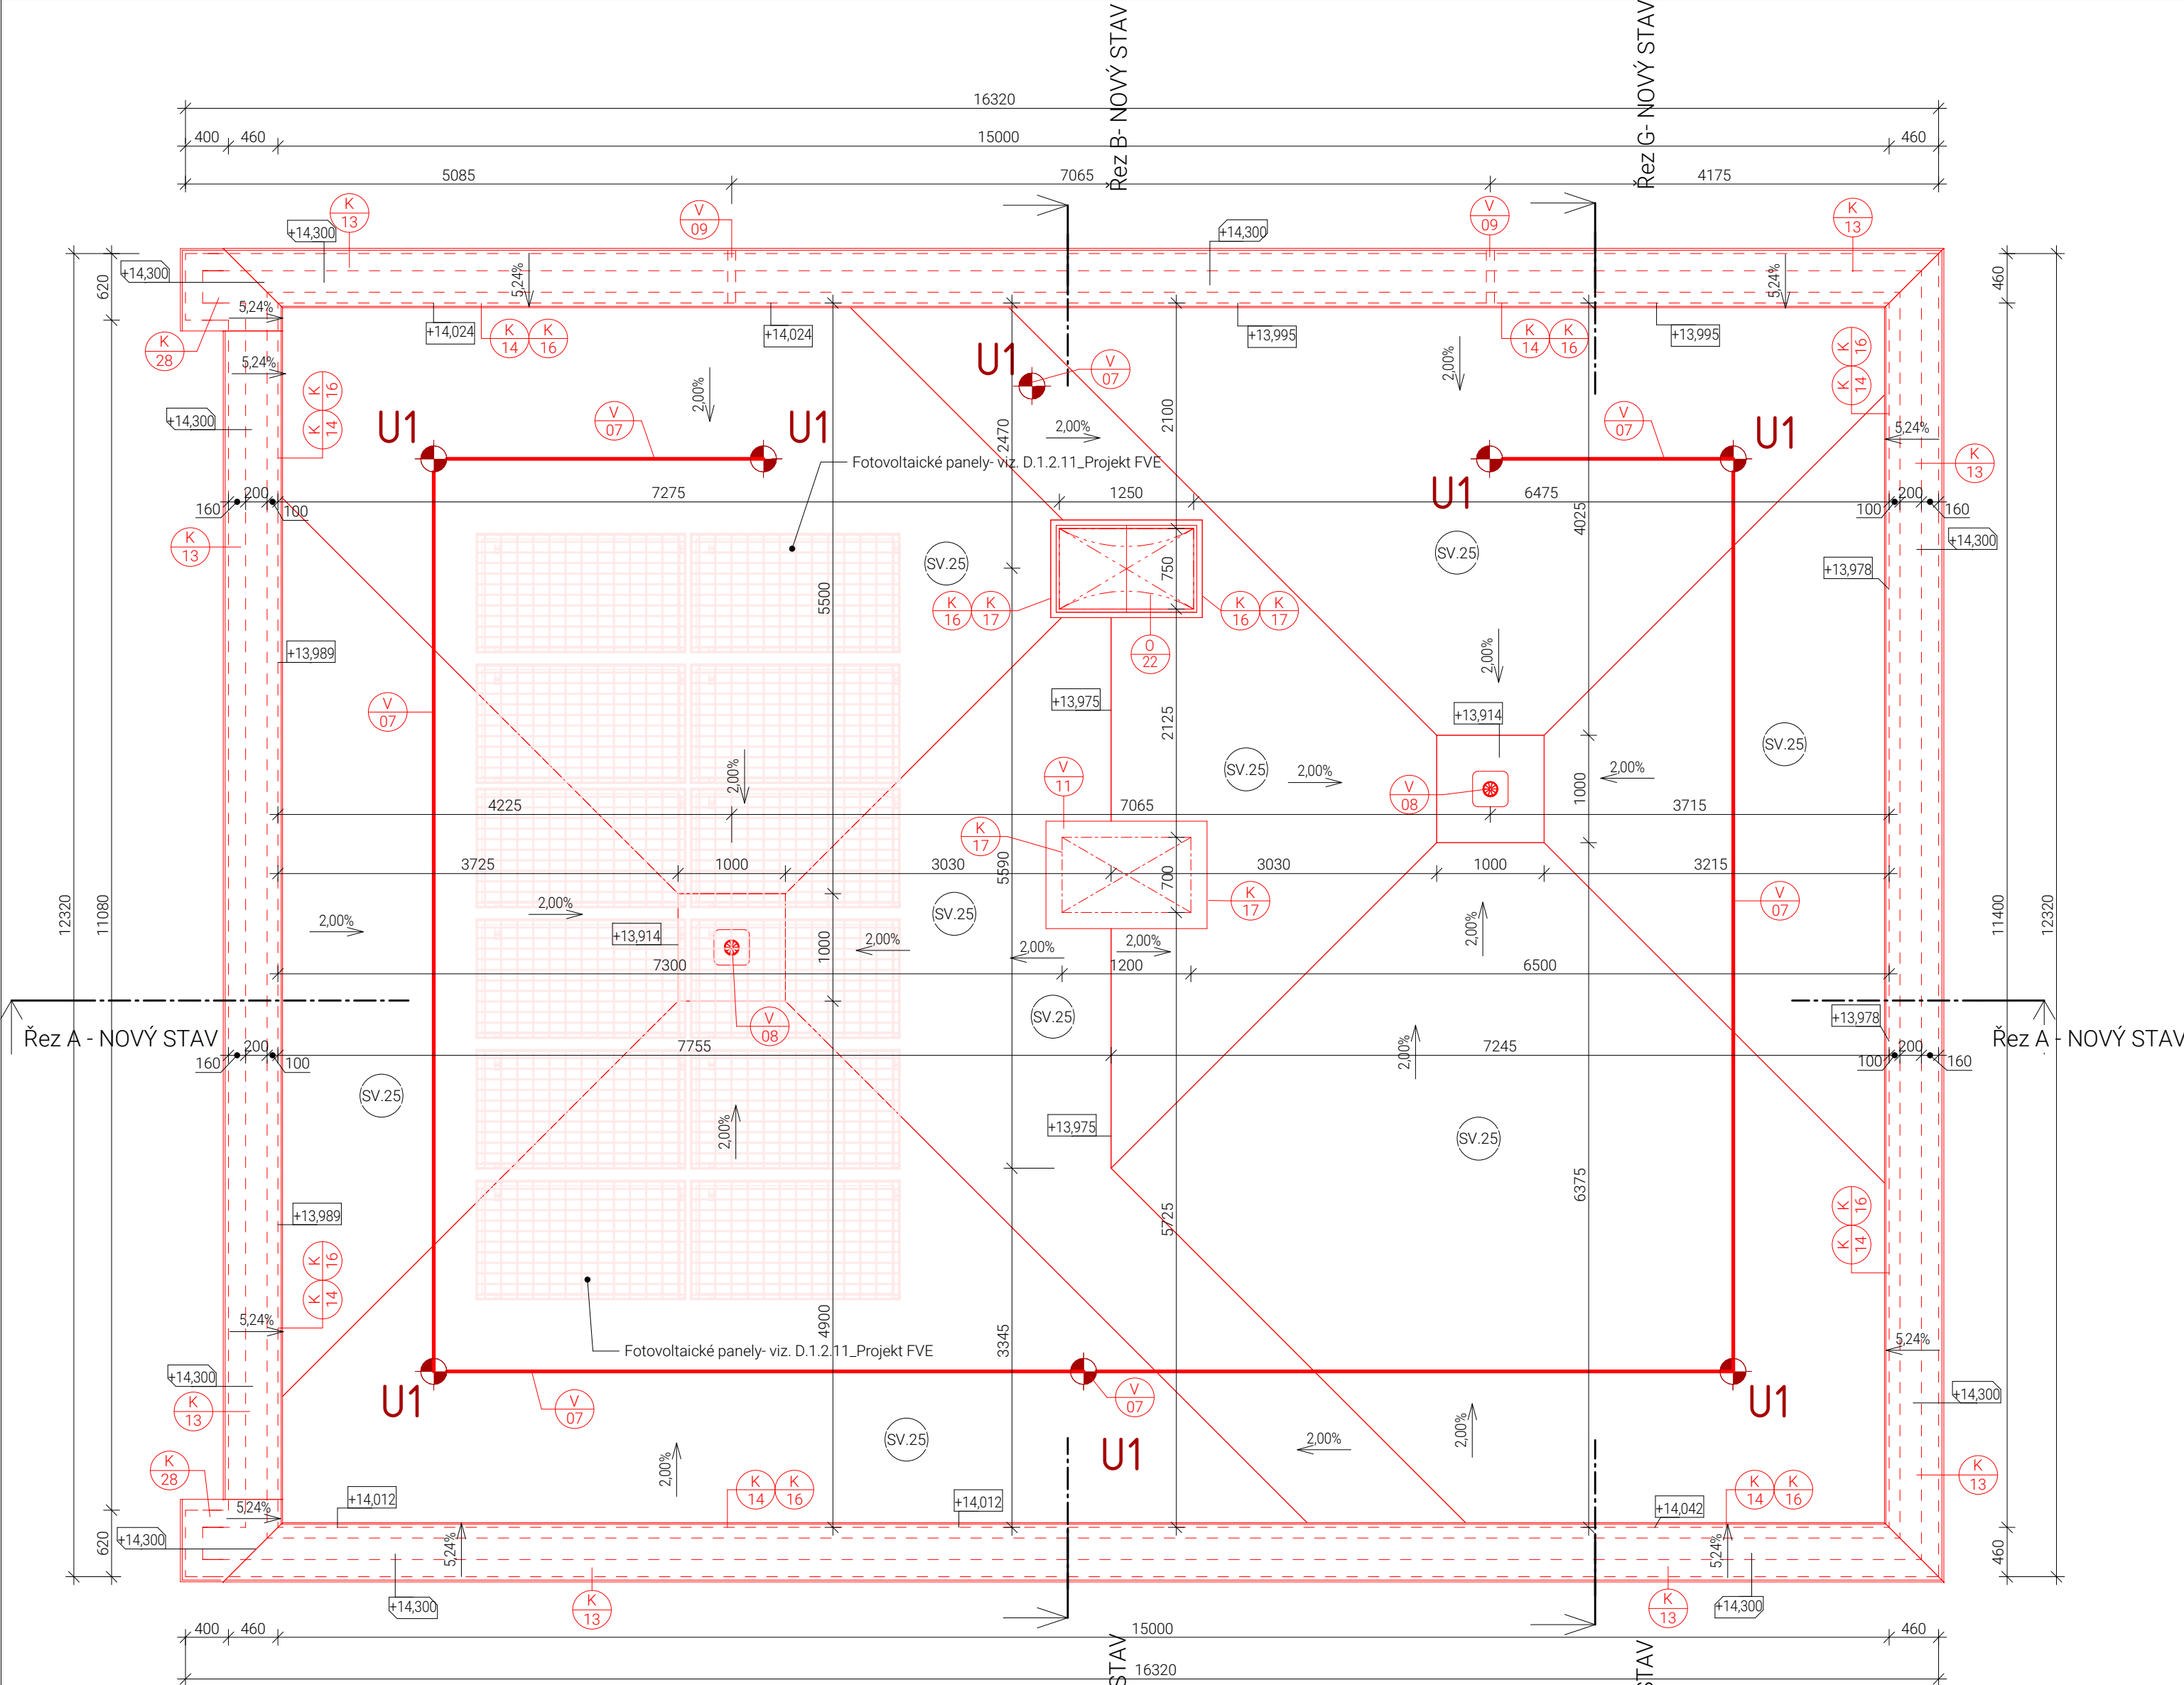 Řez B- NOVÝ STAV
Řez G- NOVÝ STAV
16320
400
460
15000
460
5085
7065
4175
K
13
V
09
V
09
K
13
+14,300
+14,300
+14,300
620
460
5,24%
5,24%
5,24%
K
28
+14,024
K
14
K
16
+14,024
U1
V
07
+13,995
K
14
K
16
+13,995
K
16
K
14
5,24%
2,00%
2,00%
2,00%
2470
2100
K
16
K
14
+14,300
U1
V
07
U1
V
07
U1
U1
5,24%
K
13
Fotovoltaické panely- viz. D.1.2.11_Projekt FVE
160
200
100
7275
1250
6475
4025
100
200
160
K
13
+14,300
SV.25
SV.25
750
5500
+13,978
K
16
K
17
K
16
K
17
O
22
+13,989
2,00%
+13,975
V
07
+13,914
2125
SV.25
SV.25
2,00%
V
11
2,00%
V
08
1000
2,00%
4225
7065
3715
K
17
3725
1000
3030
5590
700
3030
1000
3215
12320
11080
2,00%
2,00%
SV.25
K
17
V
07
11400
12320
+13,914
1000
2,00%
2,00%
2,00%
2,00%
7300
1200
6500
V
08
SV.25
+13,978
Řez A - NOVÝ STAV
Řez A - NOVÝ STAV
160
200
100
7755
7245
100
200
160
2,00%
SV.25
2,00%
+13,975
SV.25
+13,989
K
16
K
14
6375
5725
K
16
K
14
5,24%
4900
3345
Fotovoltaické panely- viz. D.1.2.11_Projekt FVE
5,24%
+14,300
K
13
U1
V
07
V
07
U1
U1
+14,300
SV.25
2,00%
2,00%
2,00%
K
28
K
14
K
16
K
14
K
16
K
13
+14,012
+14,012
+14,042
5,24%
620
+14,300
5,24%
5,24%
460
+14,300
K
13
K
13
+14,300
400
460
15000
460
16320
STAV
STAV